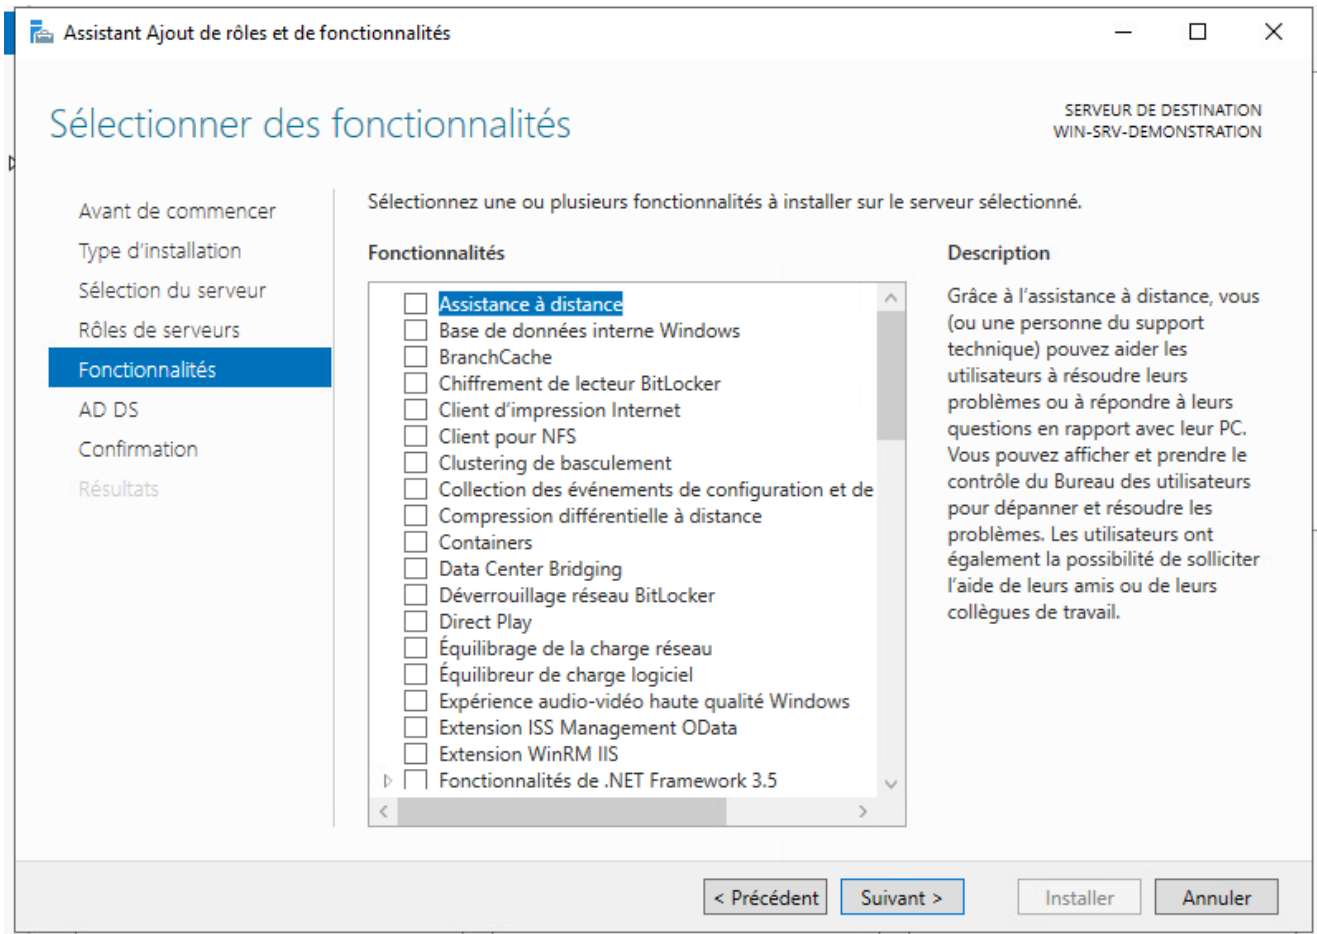 Assistant Ajout de rôles et de fonctionnalités
Sélectionner des fonctionnalités
SERVEUR DE DESTINATION
WIN-SRV-DEMONSTRATION
Avant de commencer
Type d'installation
Sélection du serveur
Rôles de serveurs
Fonctionnalités
AD DS
Confirmation
Résultats
Sélectionnez une ou plusieurs fonctionnalités à installer sur le serveur sélectionné.
Fonctionnalités
Assistance à distance
Base de données interne Windows
BranchCache
Chiffrement de lecteur BitLocker
Client d'impression Internet
Client pour NFS
Clustering de basculement
Collection des événements de configuration et de
Compression différentielle à distance
Containers
Data Center Bridging
Déverrouillage réseau BitLocker
Direct Play
Équilibrage de la charge réseau
Équilibreur de charge logiciel
Expérience audio-vidéo haute qualité Windows
Extension ISS Management OData
Extension WinRM IIS
Fonctionnalités de .NET Framework 3.5
Description
Grâce à l'assistance à distance, vous
(ou une personne du support
technique) pouvez aider les
utilisateurs à résoudre leurs
problèmes ou à répondre à leurs
questions en rapport avec leur PC.
Vous pouvez afficher et prendre le
contrôle du Bureau des utilisateurs
pour dépanner et résoudre les
problèmes. Les utilisateurs ont
également la possibilité de solliciter
l'aide de leurs amis ou de leurs
collègues de travail.
< Précédent
Suivant >
Installer
Annuler